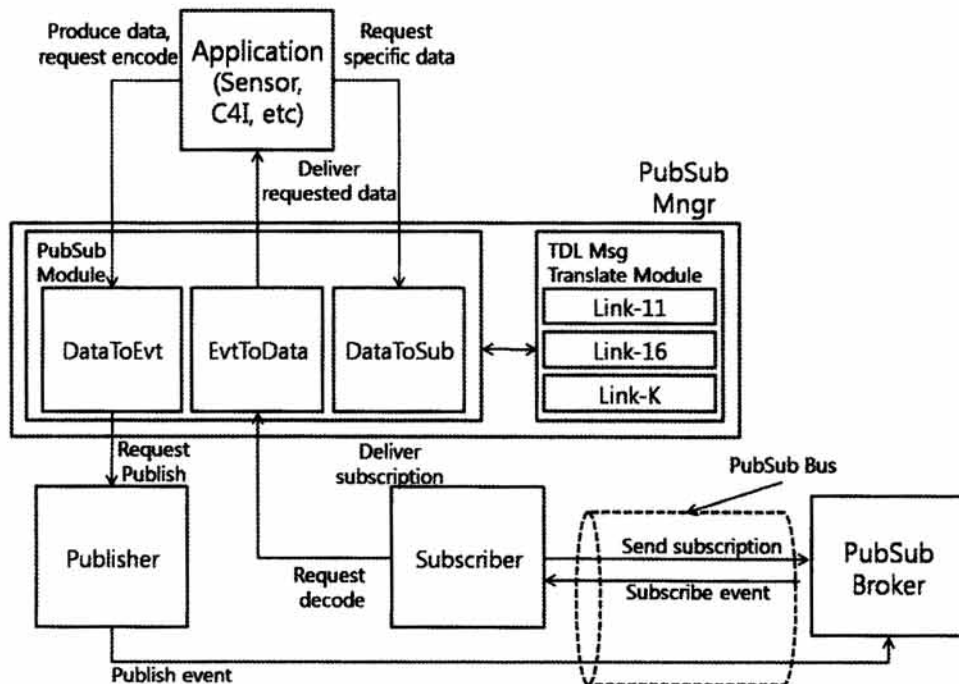 Produce data,
request encode
Application
(Sensor,
C4I, etc)
Request
specific data
Deliver
requested data
PubSub
Mngr
PubSub
Module
DataToEvt
EvtToData
DataToSub
TDL Msg
Translate Module
Link-11
Link-16
Link-K
Request
Publish
Deliver
subscription
PubSub Bus
Publisher
Request
decode
Subscriber
Send subscription
Subscribe event
PubSub
Broker
Publish event